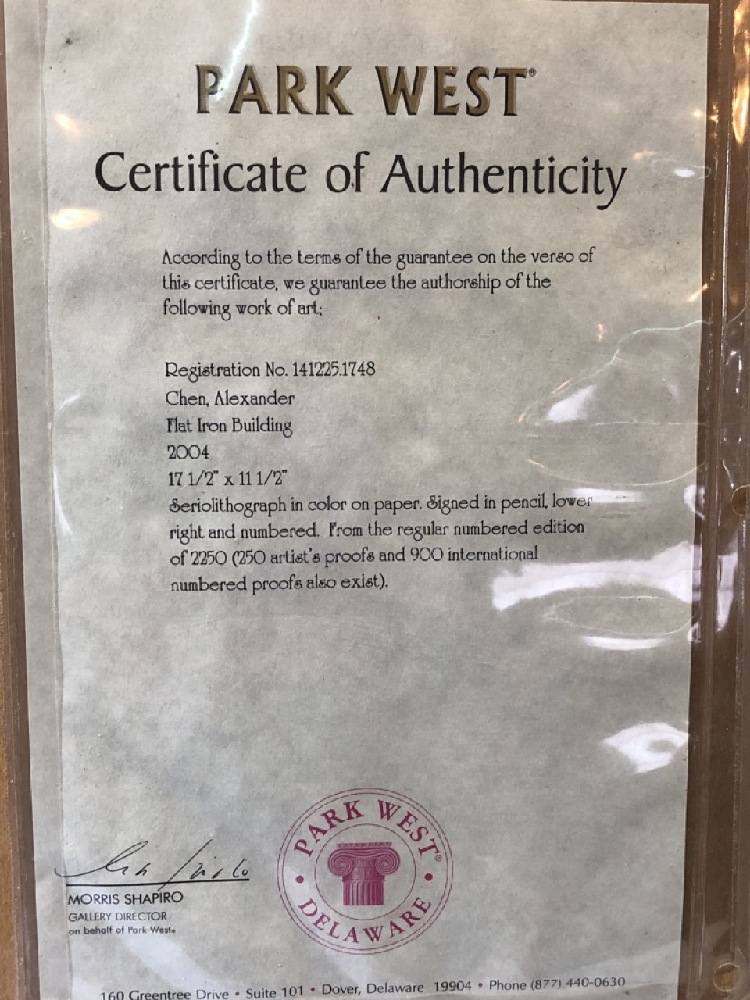 PARK WEST®
Certificate of Authenticity
According to the terms of the guarantee on the verso of
this certificate, we guarantee the authorship of the
following work of art:
Registration No. 141225.1748
Chen, Alexander
Flat Iron Building
2004
17 1/2" x 11 1/2"
Seriolithograph in color on paper. Signed in pencil, lower
right and numbered. From the regular numbered edition
of 2250 (250 artist's proofs and 900 international
numbered proofs also exist).
PARK WEST®
• DELAWARE •
MORRIS SHAPIRO
GALLERY DIRECTOR
on behalf of Park West
160 Greentree Drive • Suite 101 • Dover, Delaware 19904 • Phone (877) 440-0630